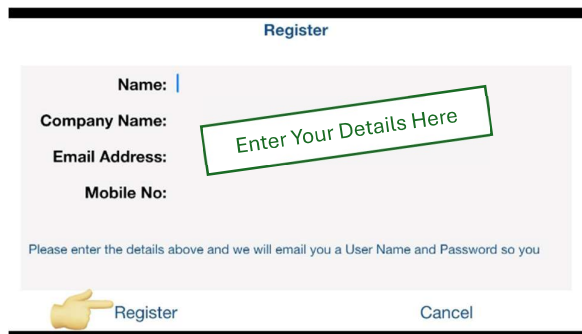 Register
Name:
Company Name:
Enter Your Details Here
Email Address:
Mobile No:
Please enter the details above and we will email you a User Name and Password so you
Register
Cancel